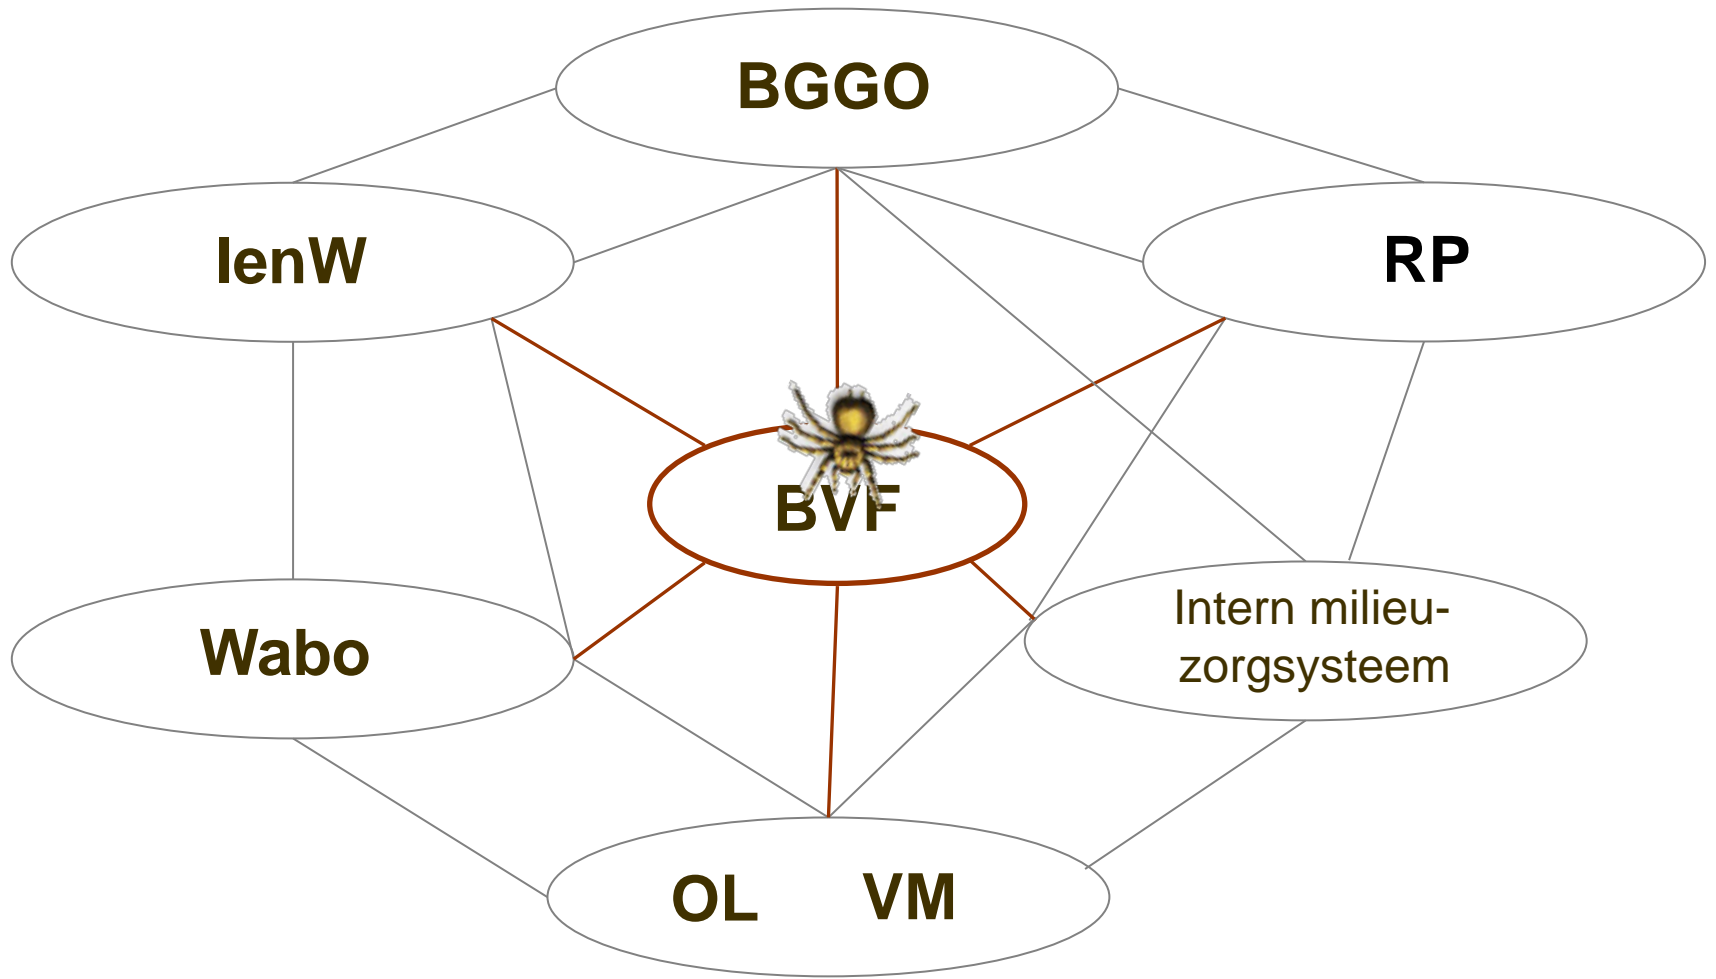 BGGO
IenW
RP
BVF
Intern milieu-
zorgsysteem
Wabo
OL VM